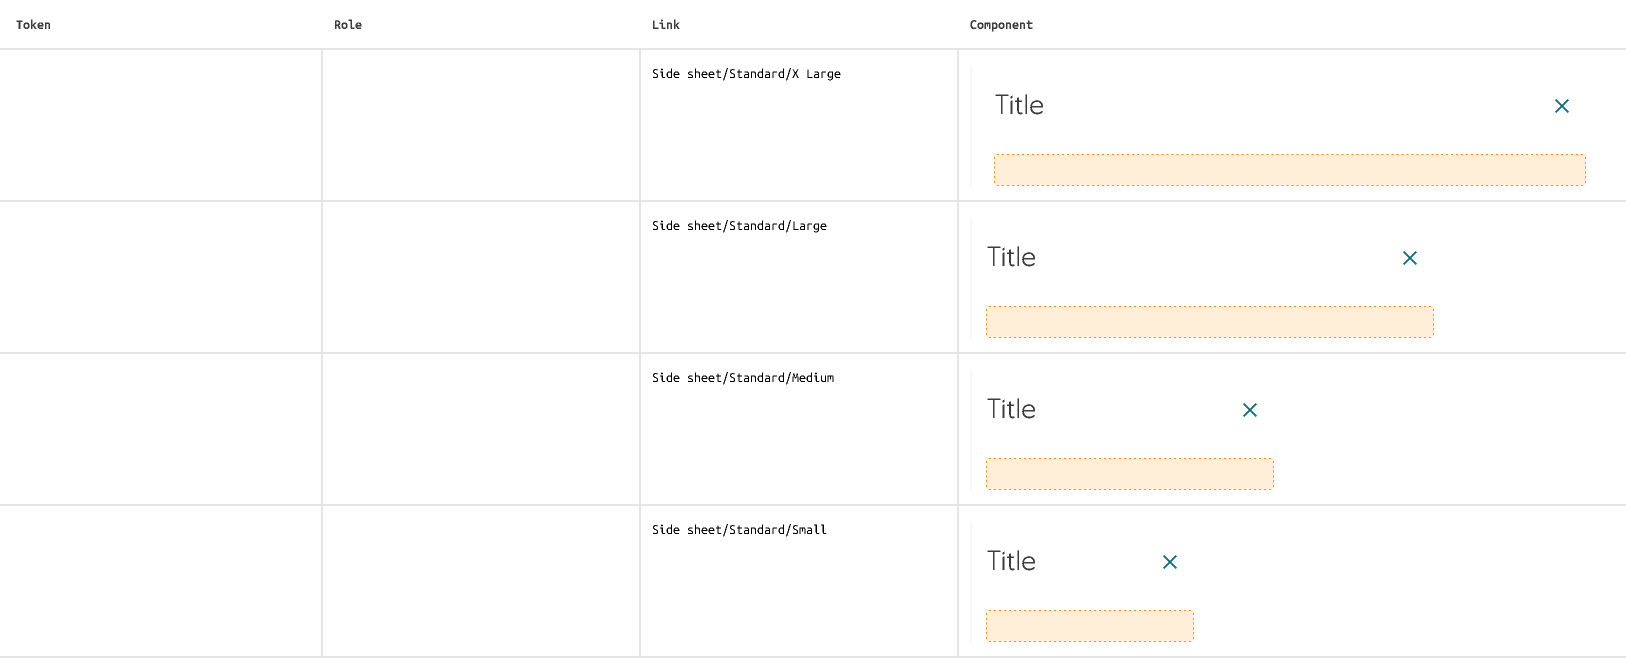 Token Role Link Component
Side sheet/Standard/X Large
Title
Side sheet/Standard/Large
Title
Side sheet/Standard/Medium
Title
Side sheet/Standard/Small
Title